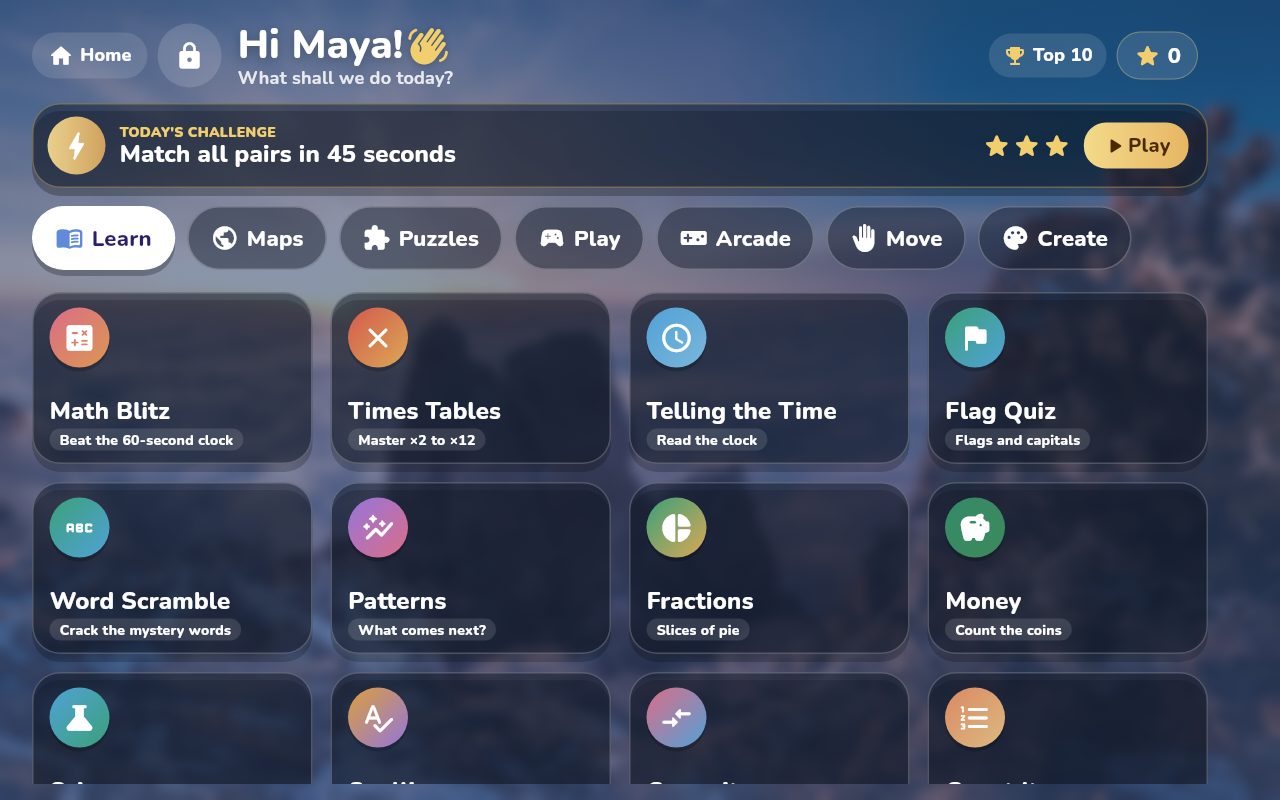 Home
Hi Maya!
What shall we do today?
Top 10
0
TODAY'S CHALLENGE
Match all pairs in 45 seconds
Play
Learn
Maps
Puzzles
Play
Arcade
Move
Create
Math Blitz
Beat the 60-second clock
Times Tables
Master ×2 to ×12
Telling the Time
Read the clock
Flag Quiz
Flags and capitals
ABC
Word Scramble
Crack the mystery words
Patterns
What comes next?
Fractions
Slices of pie
Money
Count the coins
A
1
2
3